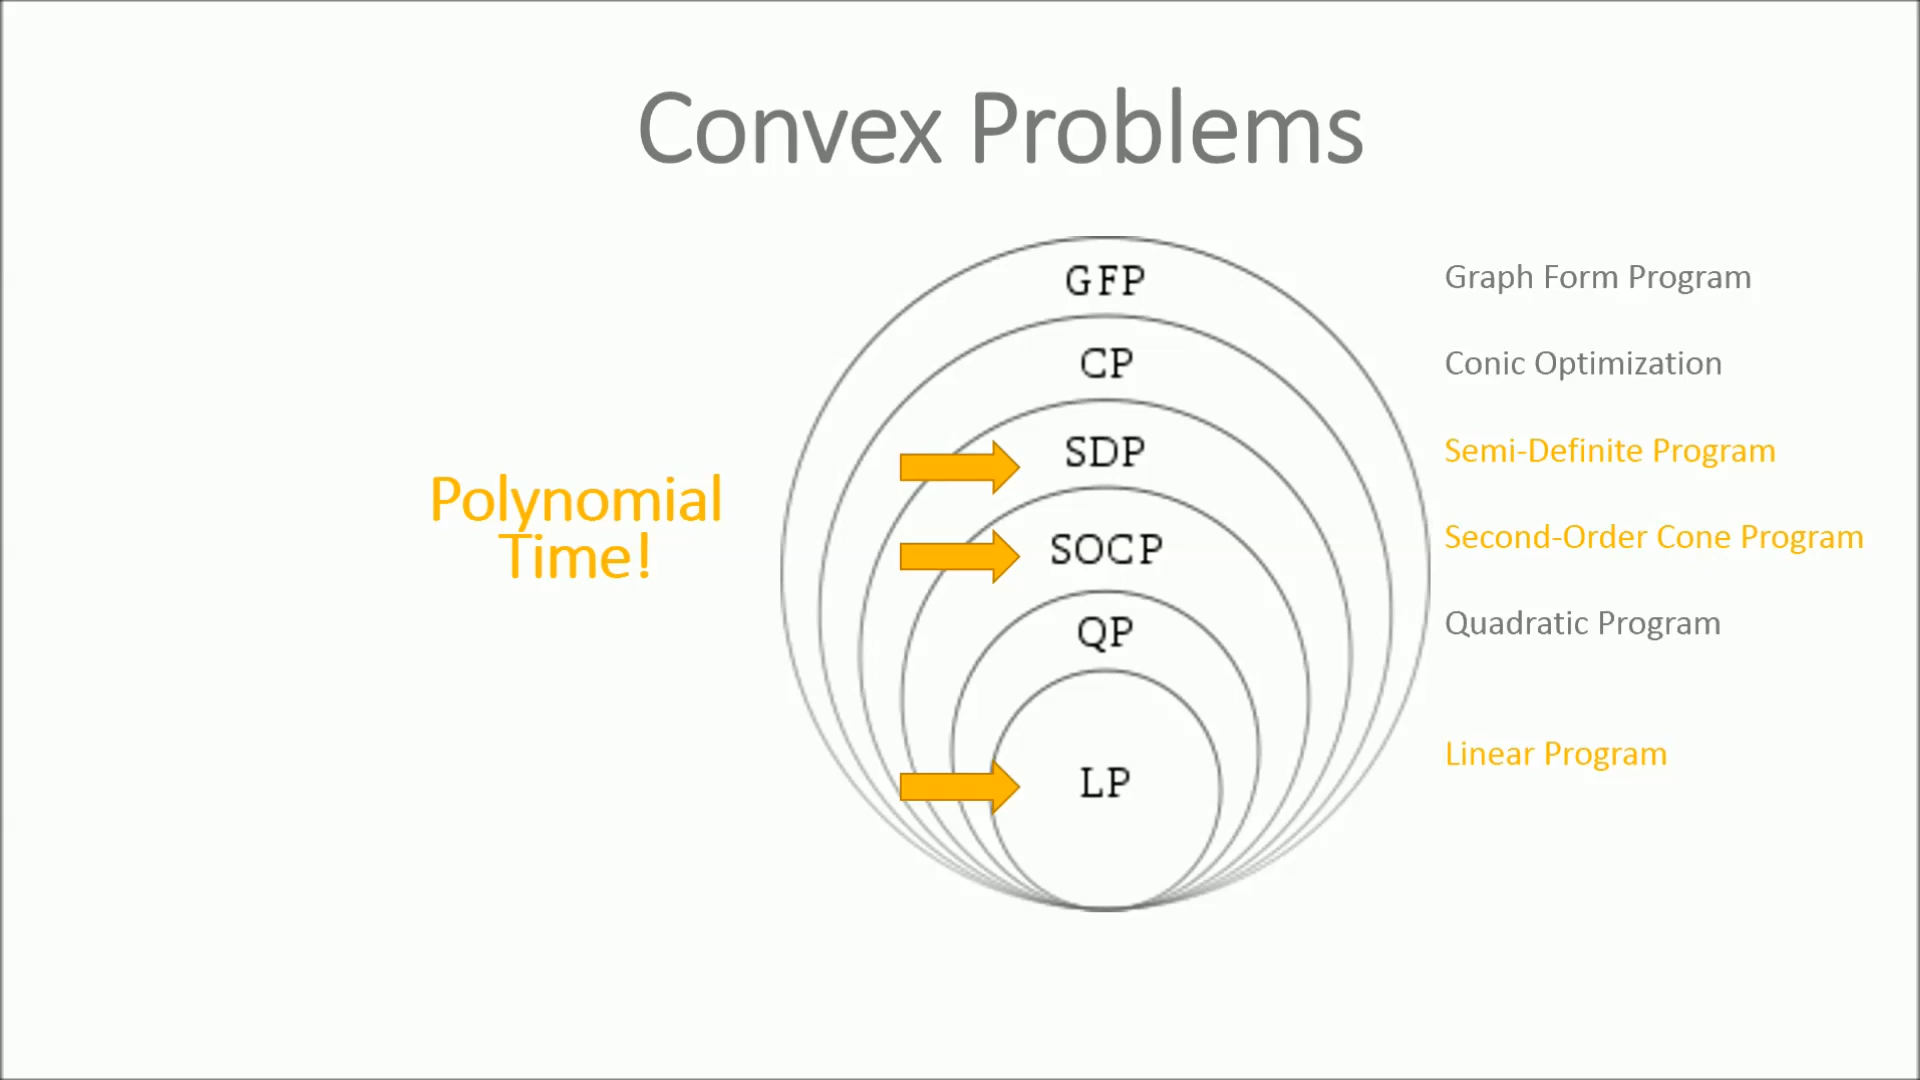 Convex Problems
GFP
Graph Form Program
CP
Conic Optimization
SDP
Semi-Definite Program
Polynomial
Time!
SOCP
Second-Order Cone Program
QP
Quadratic Program
LP
Linear Program